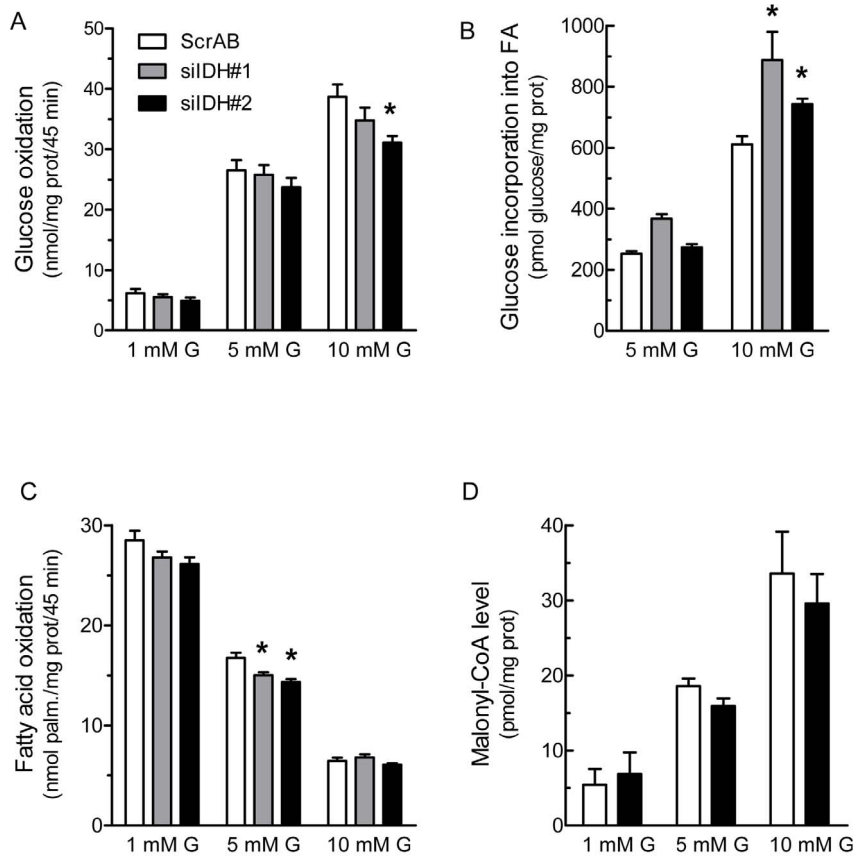 A
Glucose oxidation
(nmol/mg prot/45 min)
50
40
30
20
10
0
ScrAB
siIDH#1
siIDH#2
*
1 mM G
5 mM G
10 mM G
B
Glucose incorporation into FA
(pmol glucose/mg prot)
1000
800
600
400
200
0
*
*
5 mM G
10 mM G
C
Fatty acid oxidation
(nmol palm./mg prot/45 min)
30
20
10
0
*
*
1 mM G
5 mM G
10 mM G
D
Malonyl-CoA level
(pmol/mg prot)
40
30
20
10
0
1 mM G
5 mM G
10 mM G